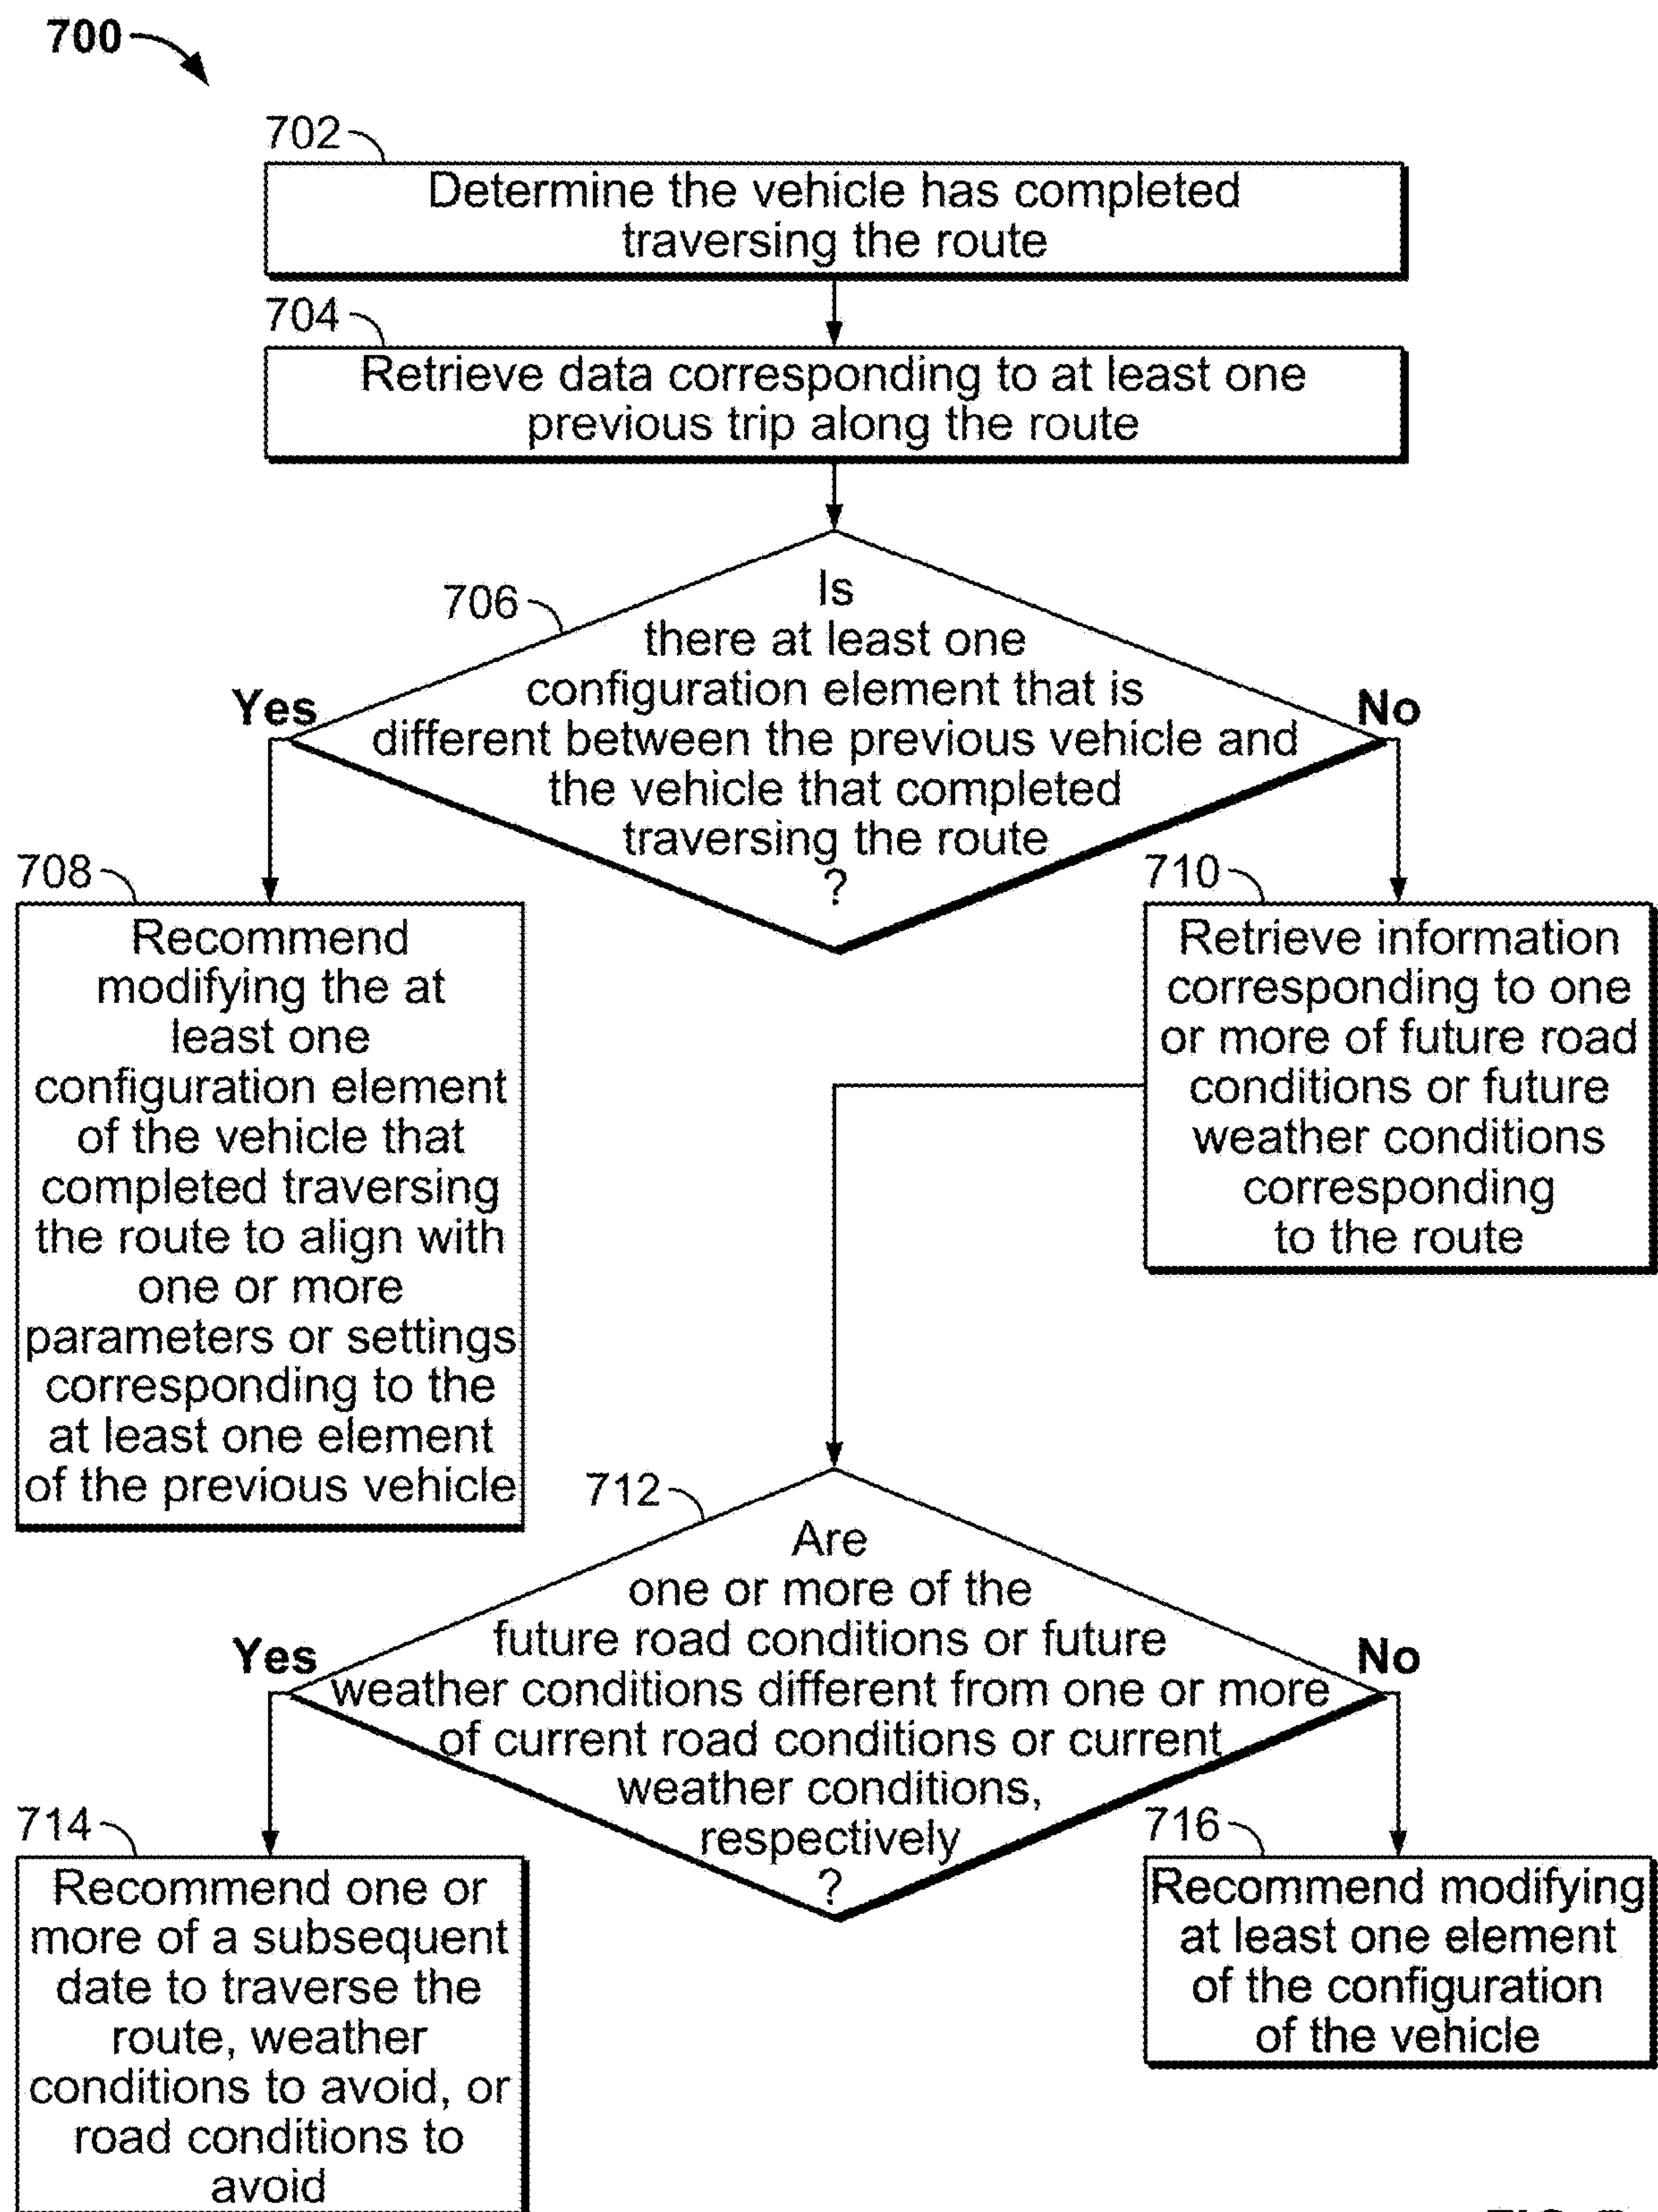 700
702
Determine the vehicle has completed
traversing the route
704
Retrieve data corresponding to at least one
previous trip along the route
706
Is
there at least one
configuration element that is
different between the previous vehicle and
the vehicle that completed
traversing the route
?
Yes
No
708
Recommend
modifying the at
least one
configuration element
of the vehicle that
completed traversing
the route to align with
one or more
parameters or settings
corresponding to the
at least one element
of the previous vehicle
710
Retrieve information
corresponding to one
or more of future road
conditions or future
weather conditions
corresponding
to the route
712
Are
one or more of the
future road conditions or future
weather conditions different from one or more
of current road conditions or current
weather conditions,
respectively
?
Yes
No
714
Recommend one or
more of a subsequent
date to traverse the
route, weather
conditions to avoid, or
road conditions to
avoid
716
Recommend modifying
at least one element
of the configuration
of the vehicle